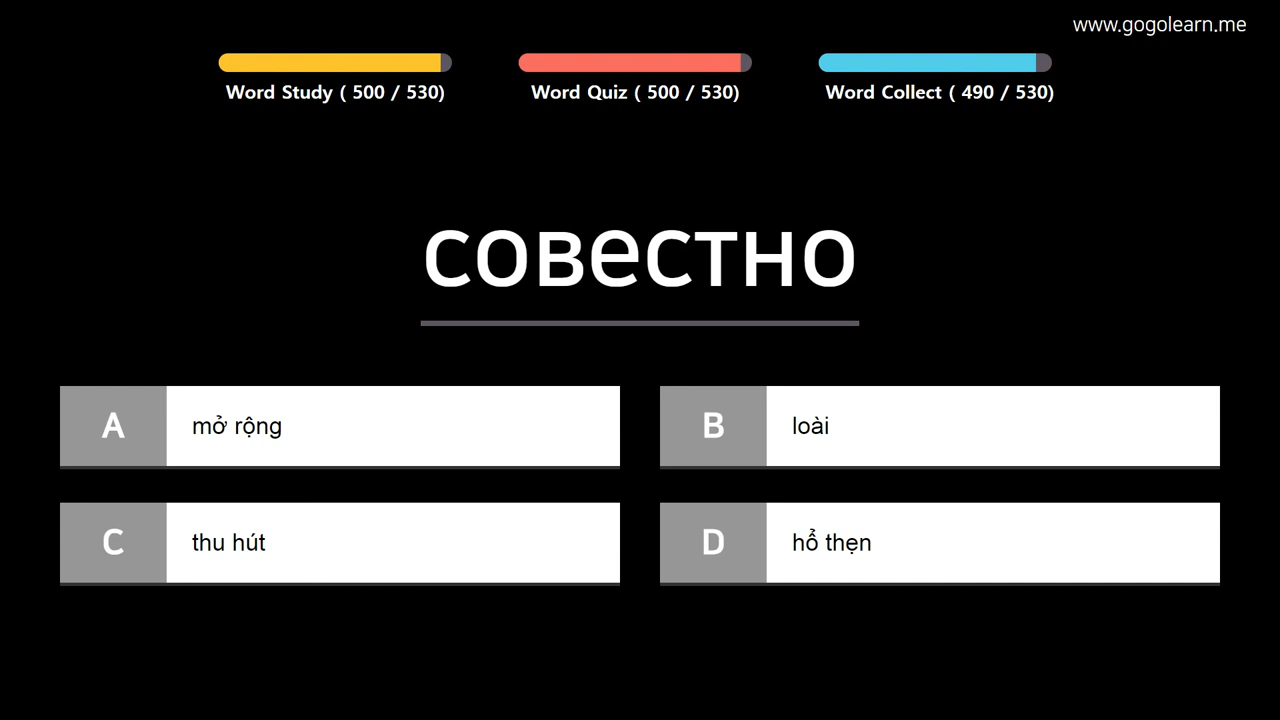 www.gogolearn.me
Word Study ( 500 / 530)
Word Quiz ( 500 / 530)
Word Collect ( 490 / 530)
совестно
A mở rộng
B loài
C thu hút
D hổ thẹn